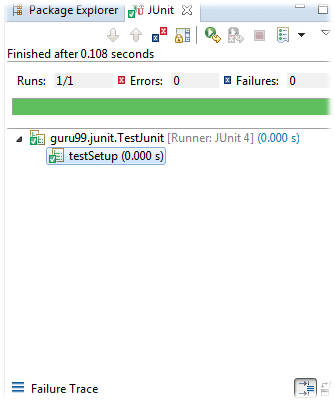 Package Explorer JUnit
Finished after 0.108 seconds
Runs: 1/1 Errors: 0 Failures: 0
guru99.junit.TestJunit [Runner: JUnit 4] (0.000 s)
testSetup (0.000 s)
Failure Trace